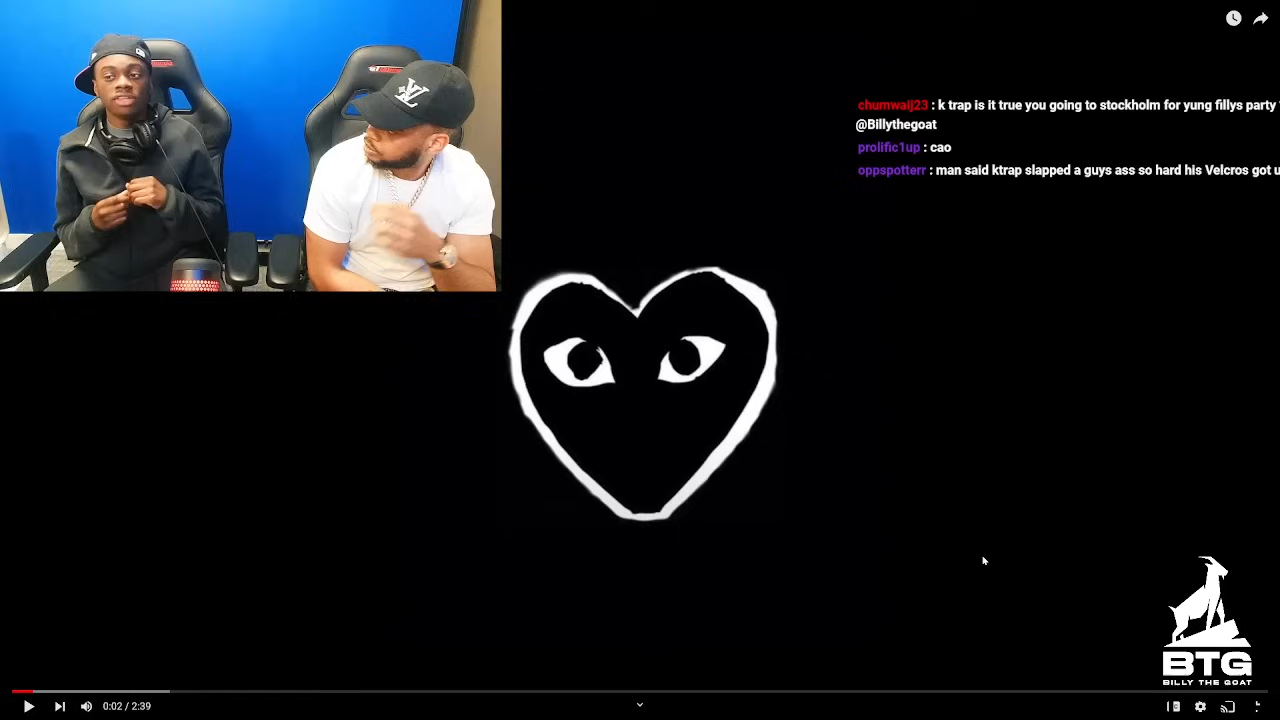 chumwalj23 : k trap is it true you going to stockholm for yung fillys party
@Billythegoat
prolific1up : cao
oppspotterr : man said ktrap slapped a guys ass so hard his Velcros got u
BTG
BILLY THE GOAT
0:02 / 2:39